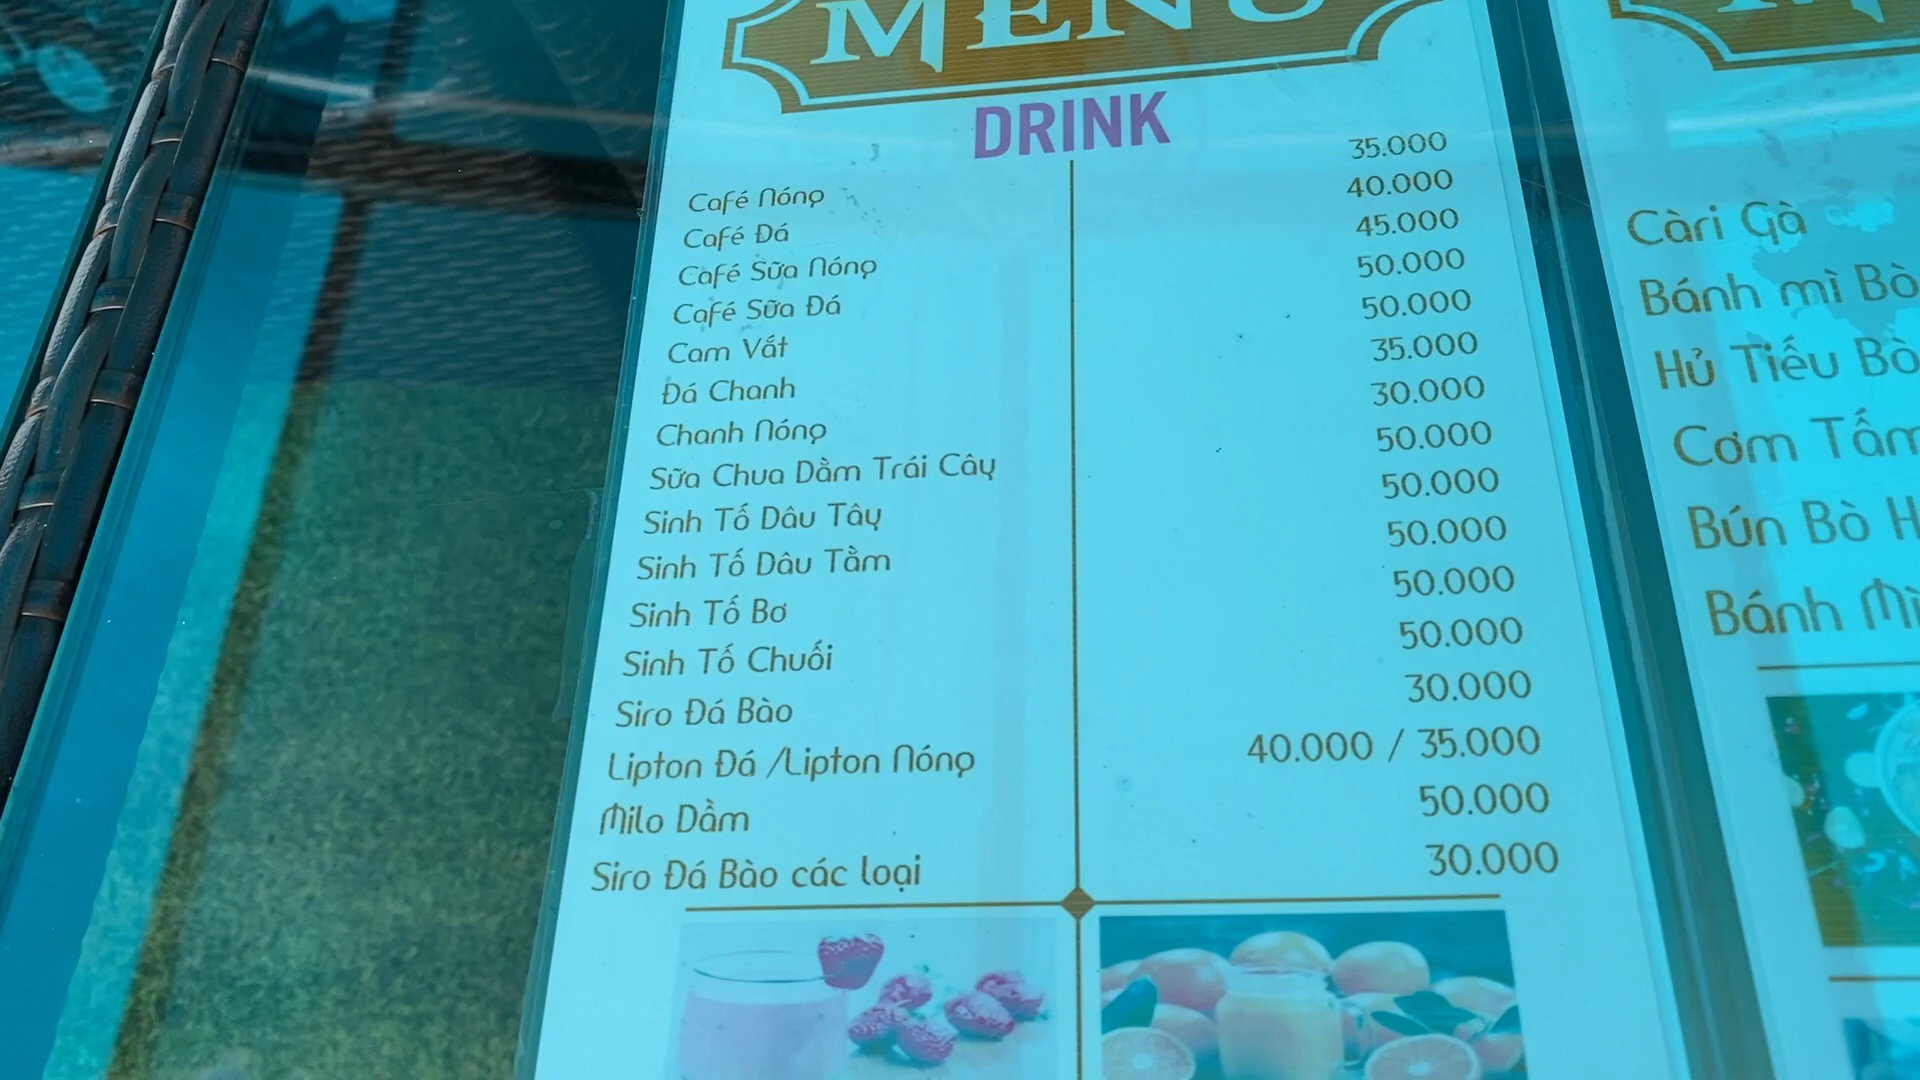 MENU
DRINK
Café Nóng 35.000
Café Đá 40.000
Café Sữa Nóng 45.000
Café Sữa Đá 50.000
Cam Vắt 50.000
Đá Chanh 35.000
Chanh Nóng 30.000
Sữa Chua Dằm Trái Cây 50.000
Sinh Tố Dâu Tây 50.000
Sinh Tố Dâu Tằm 50.000
Sinh Tố Bơ 50.000
Sinh Tố Chuối 50.000
Siro Đá Bào 30.000
Lipton Đá /Lipton Nóng 40.000 / 35.000
Milo Dầm 50.000
Siro Đá Bào các loại 30.000
Càri Gà
Bánh mì Bò
Hủ Tiếu Bò
Cơm Tấm
Bún Bò H
Bánh Mì